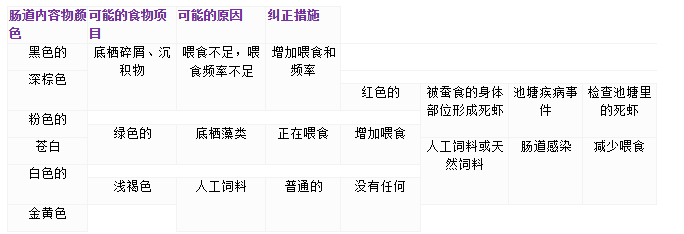 肠道内容物颜色
可能的食物项目
可能的原因
纠正措施
黑色的
深棕色
底栖碎屑、沉积物
喂食不足，喂食频率不足
增加喂食和频率
红色的
被蚕食的身体部位形成死虾
池塘疾病事件
检查池塘里的死虾
粉色的
苍白
绿色的
底栖藻类
正在喂食
增加喂食
人工饲料或天然饲料
肠道感染
减少喂食
白色的
金黄色
浅褐色
人工饲料
普通的
没有任何